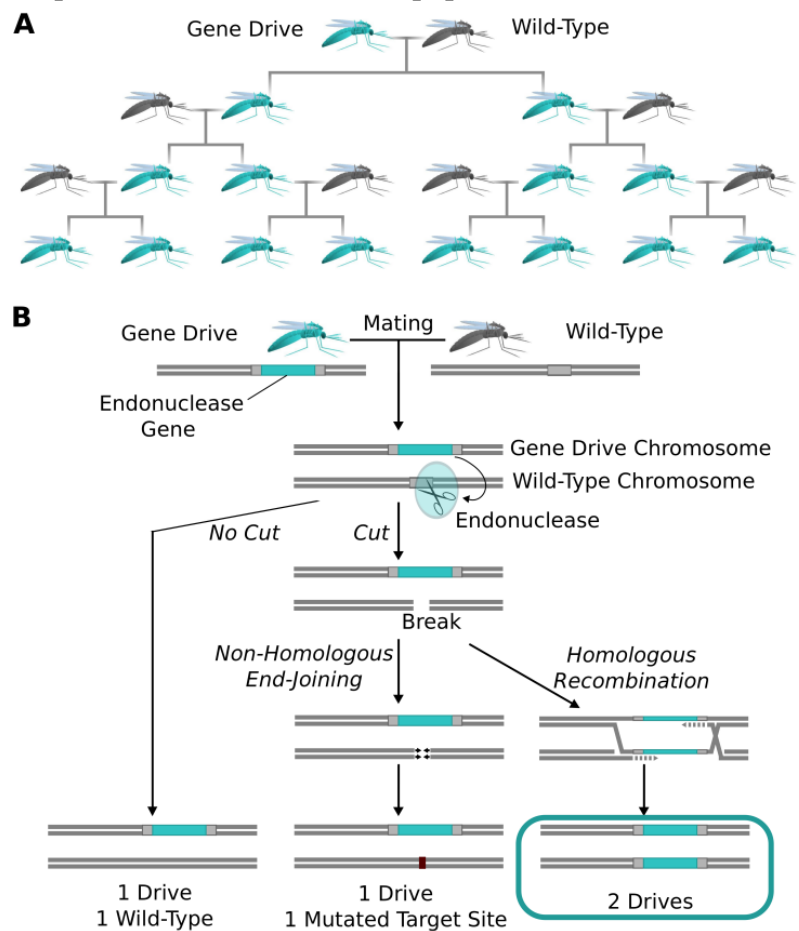 A
Gene Drive
Wild-Type
B
Mating
Gene Drive
Wild-Type
Endonuclease
Gene
Gene Drive Chromosome
Wild-Type Chromosome
Endonuclease
No Cut
Cut
Break
Non-Homologous
End-Joining
Homologous
Recombination
1 Drive
1 Wild-Type
1 Drive
1 Mutated Target Site
2 Drives